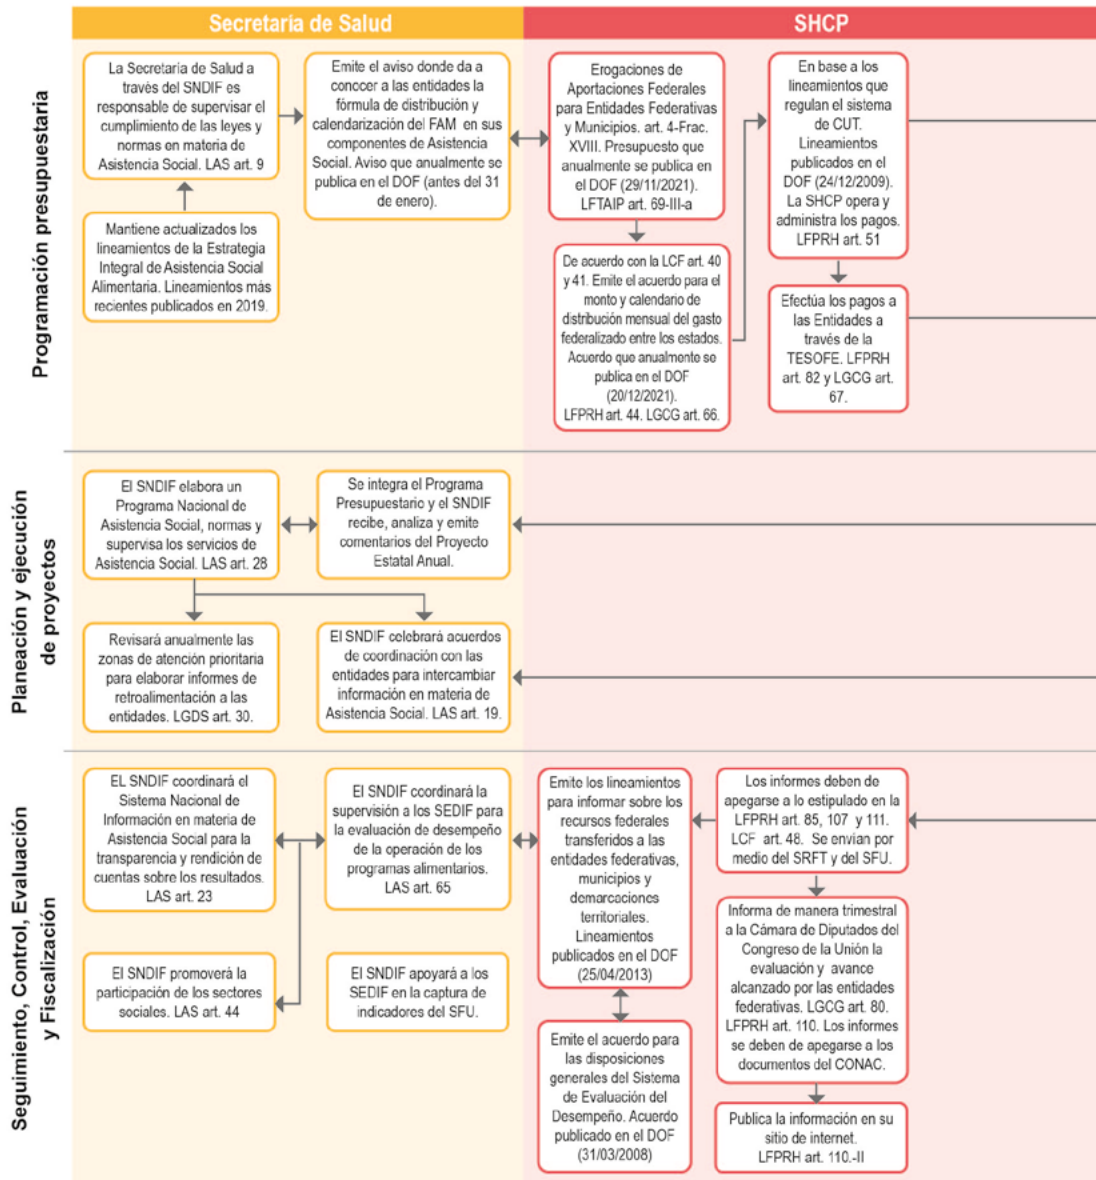 Secretaria de Salud
SHCP
Programación presupuestaria
La Secretaria de Salud a
través del SNDIF es
responsable de supervisar el
cumplimiento de las leyes y
normas en materia de
Asistencia Social. LAS art. 9
Emite el aviso donde da a
conocer a las entidades la
fórmula de distribución y
calendarización del FAM en sus
componentes de Asistencia
Social. Aviso que anualmente se
publica en el DOF (antes del 31
de enero).
Mantiene actualizados los
lineamientos de la Estrategia
Integral de Asistencia Social
Alimentaria. Lineamientos más
recientes publicados en 2019.
Erogaciones de
Aportaciones Federales
para Entidades Federativas
y Municipios. art. 4-Frac.
XVIII. Presupuesto que
anualmente se publica en
el DOF (29/11/2021).
LFTAIP art. 69-III-a
De acuerdo con la LCF art. 40
y 41. Emite el acuerdo para el
monto y calendario de
distribución mensual del gasto
federalizado entre los estados.
Acuerdo que anualmente se
publica en el DOF
(20/12/2021).
LFPRH art. 44. LGCG art. 66.
En base a los
lineamientos que
regulan el sistema
de CUT.
Lineamientos
publicados en el
DOF (24/12/2009).
La SHCP opera y
administra los pagos.
LFPRH art. 51
Efectúa los pagos a
las Entidades a
través de la
TESOFE. LFPRH
art. 82 y LGCG art.
67.
Planeación y ejecución
de proyectos
El SNDIF elabora un
Programa Nacional de
Asistencia Social, normas y
supervisa los servicios de
Asistencia Social. LAS art. 28
Se integra el Programa
Presupuestario y el SNDIF
recibe, analiza y emite
comentarios del Proyecto
Estatal Anual.
Revisará anualmente las
zonas de atención prioritaria
para elaborar informes de
retroalimentación a las
entidades. LGDS art. 30.
El SNDIF celebrará acuerdos
de coordinación con las
entidades para intercambiar
información en materia de
Asistencia Social. LAS art. 19.
Seguimiento, Control, Evaluación
y Fiscalización
EL SNDIF coordinará el
Sistema Nacional de
Información en materia de
Asistencia Social para la
transparencia y rendición de
cuentas sobre los resultados.
LAS art. 23
El SNDIF coordinará la
supervisión a los SEDIF para
la evaluación de desempeño
de la operación de los
programas alimentarios.
LAS art. 65
El SNDIF promoverá la
participación de los sectores
sociales. LAS art. 44
El SNDIF apoyará a los
SEDIF en la captura de
indicadores del SFU.
Emite los lineamientos
para informar sobre los
recursos federales
transferidos a las
entidades federativas,
municipios y
demarcaciones
territoriales.
Lineamientos
publicados en el DOF
(25/04/2013)
Emite el acuerdo para
las disposiciones
generales del Sistema
de Evaluación del
Desempeño. Acuerdo
publicado en el DOF
(31/03/2008)
Los informes deben de
apegarse a lo estipulado en la
LFPRH art. 85, 107 y 111.
LCF art. 48. Se envían por
medio del SRFT y del SFU.
Informa de manera trimestral
a la Cámara de Diputados del
Congreso de la Unión la
evaluación y avance
alcanzado por las entidades
federativas. LGCG art. 80.
LFPRH art. 110. Los informes
se deben de apegarse a los
documentos del CONAC.
Publica la información en su
sitio de internet.
LFPRH art. 110.-II